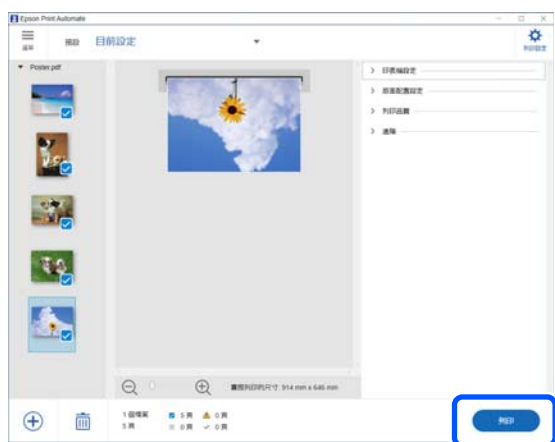 Epson Print Automate
選單
預設 目前設定
列印設定
Poster.pdf
印表機設定
版面配置設定
列印品質
進階
實際列印的尺寸 914 mm x 646 mm
1 個檔案 5 頁 0 頁
5 頁 0 頁 0 頁
列印